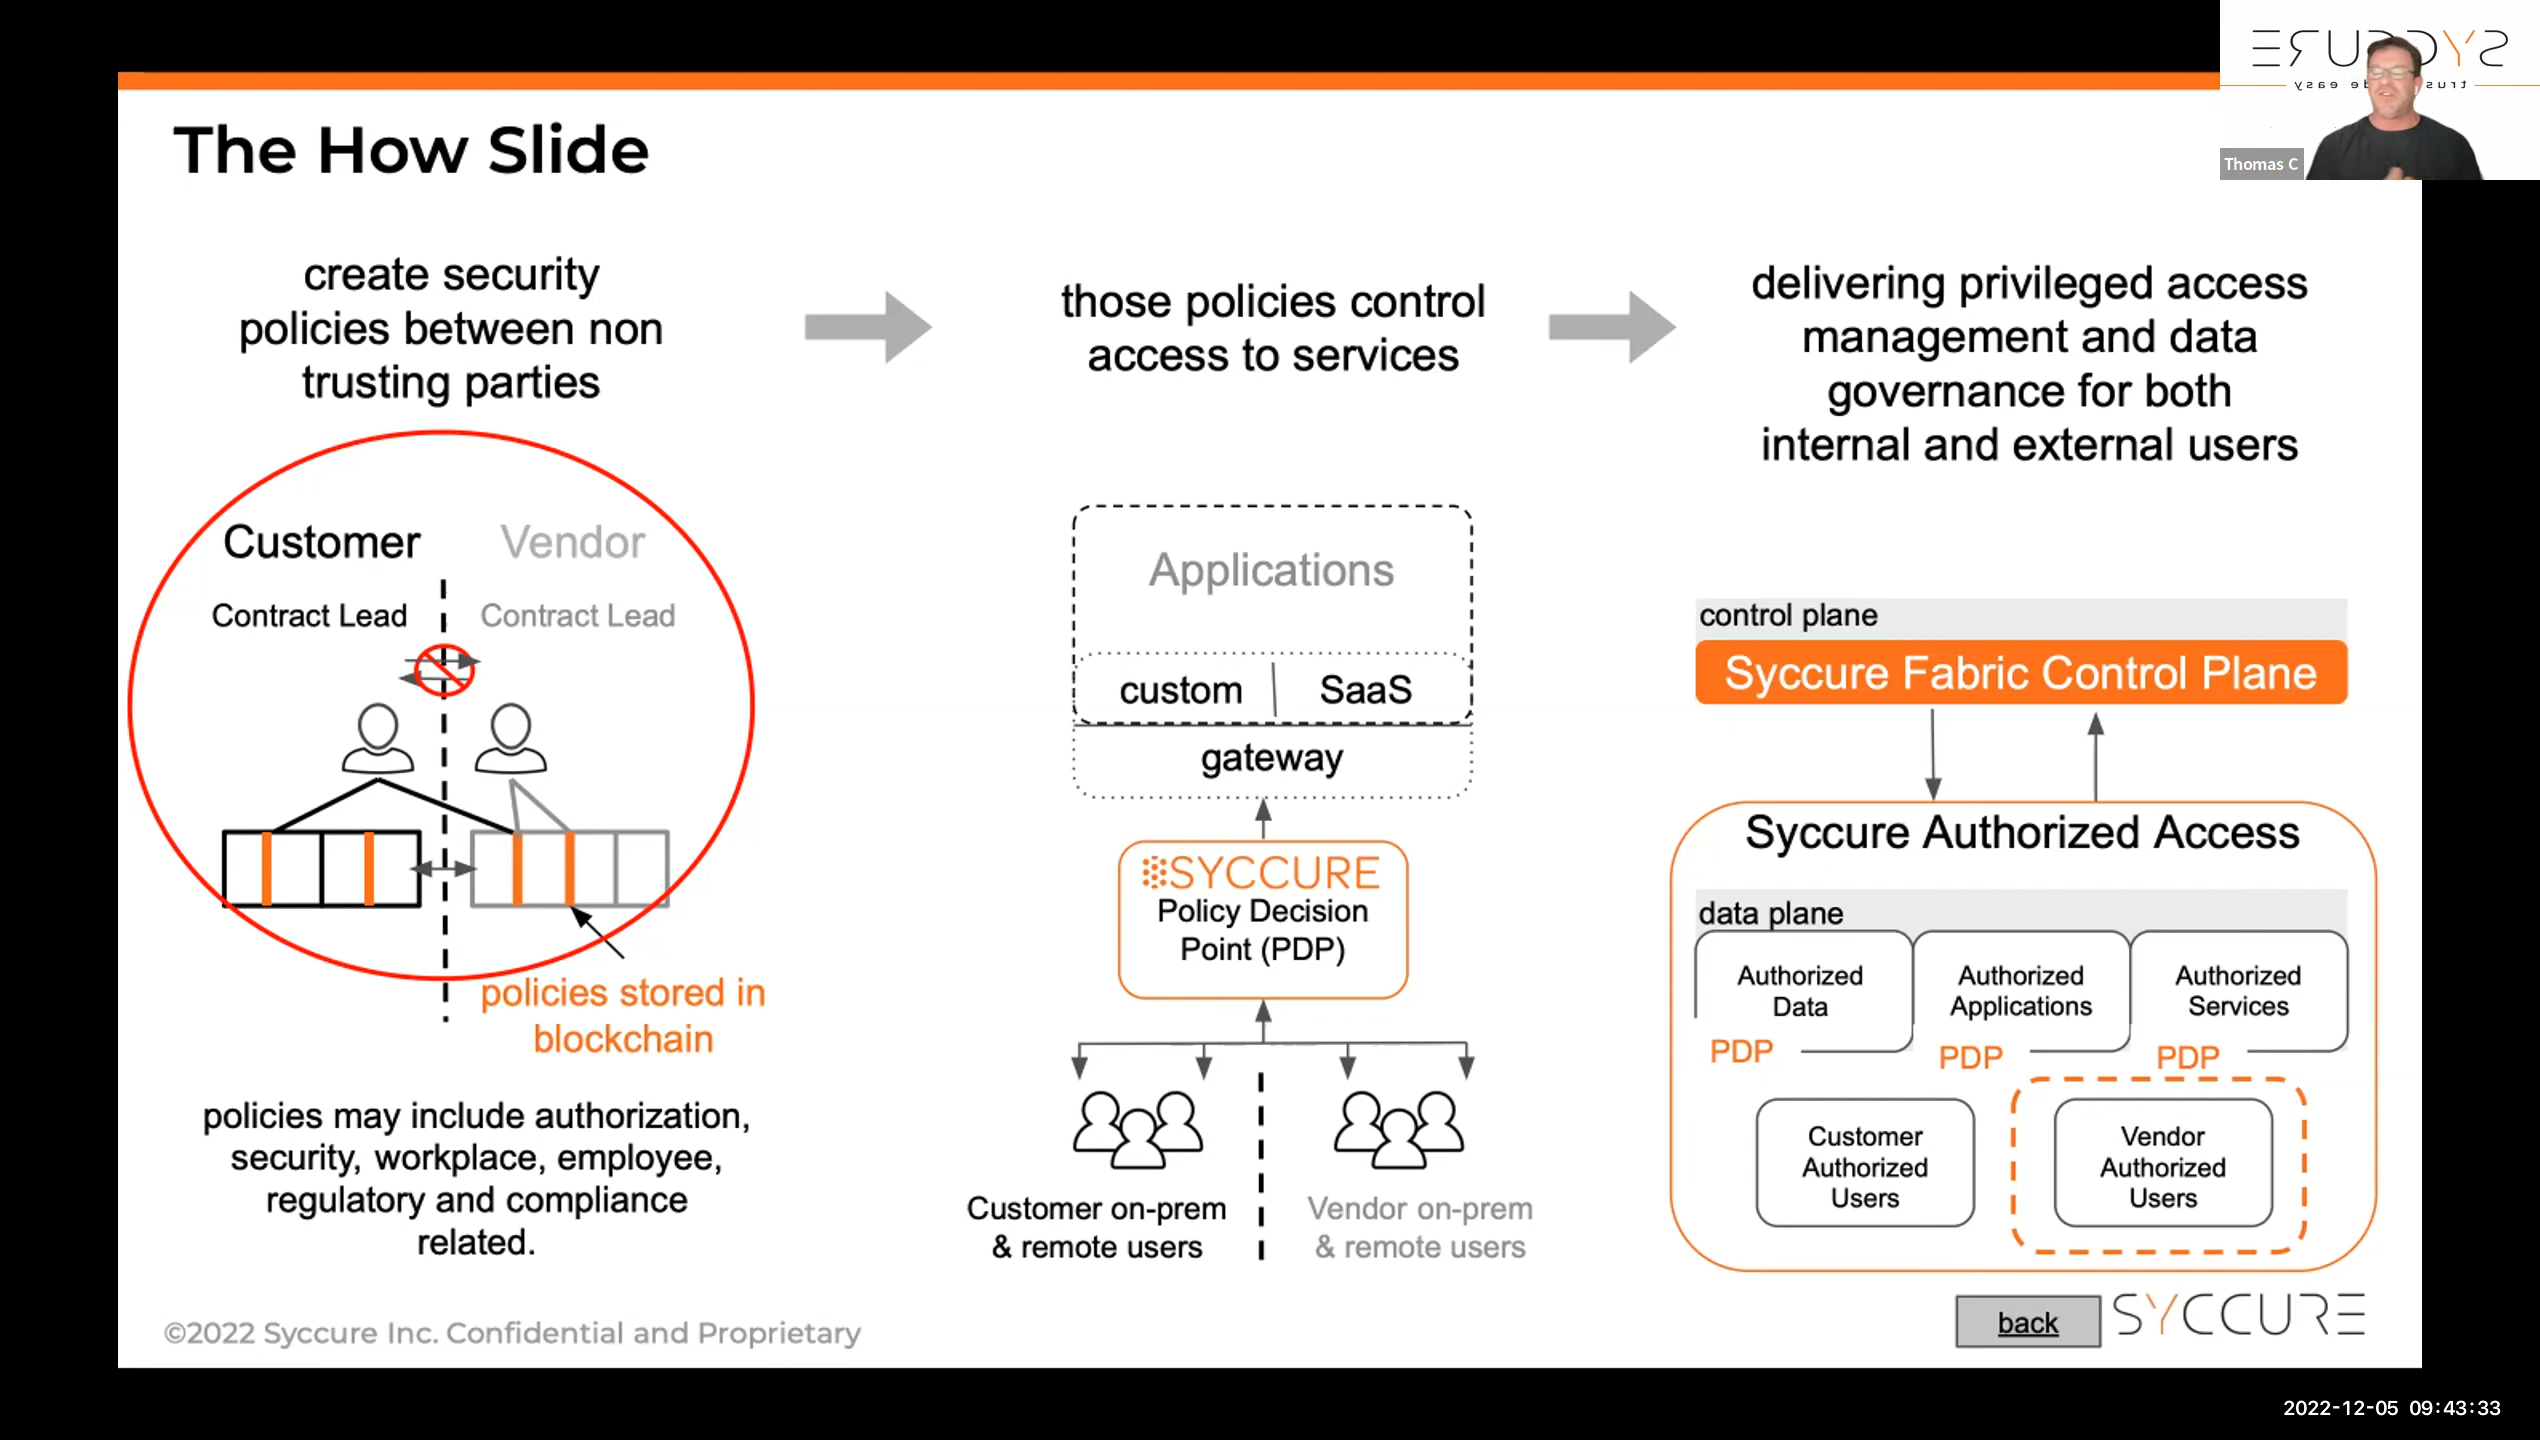 SYCCURE
Thomas C
The How Slide
create security
policies between non
trusting parties
those policies control
access to services
delivering privileged access
management and data
governance for both
internal and external users
Customer
Vendor
Contract Lead
Contract Lead
policies stored in
blockchain
policies may include authorization,
security, workplace, employee,
regulatory and compliance
related.
Applications
custom
SaaS
gateway
SYCCURE
Policy Decision
Point (PDP)
Customer on-prem
& remote users
Vendor on-prem
& remote users
control plane
Syccure Fabric Control Plane
Syccure Authorized Access
data plane
Authorized
Data
PDP
Authorized
Applications
PDP
Authorized
Services
PDP
Customer
Authorized
Users
Vendor
Authorized
Users
©2022 Syccure Inc. Confidential and Proprietary
back
SYCCURE
2022-12-05 09:43:33